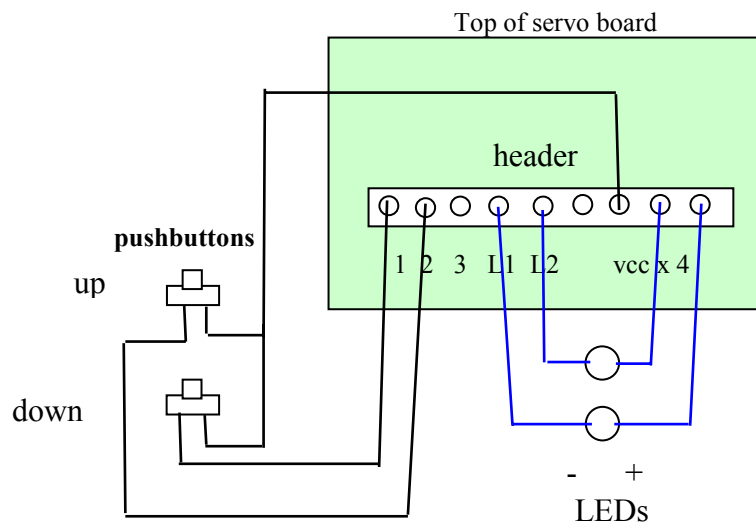 Top of servo board
header
pushbuttons
1 2 3 L1 L2 vcc x 4
up
down
- +
LEDs